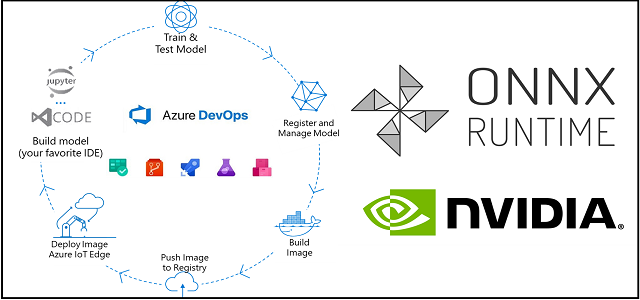 Train &
Test Model
jupyter
...
CODE
Build model
(your favorite IDE)
Azure DevOps
Register and
Manage Model
ONNX
RUNTIME
NVIDIA®
Deploy Image
Azure IoT Edge
Push Image
to Registry
Build
Image